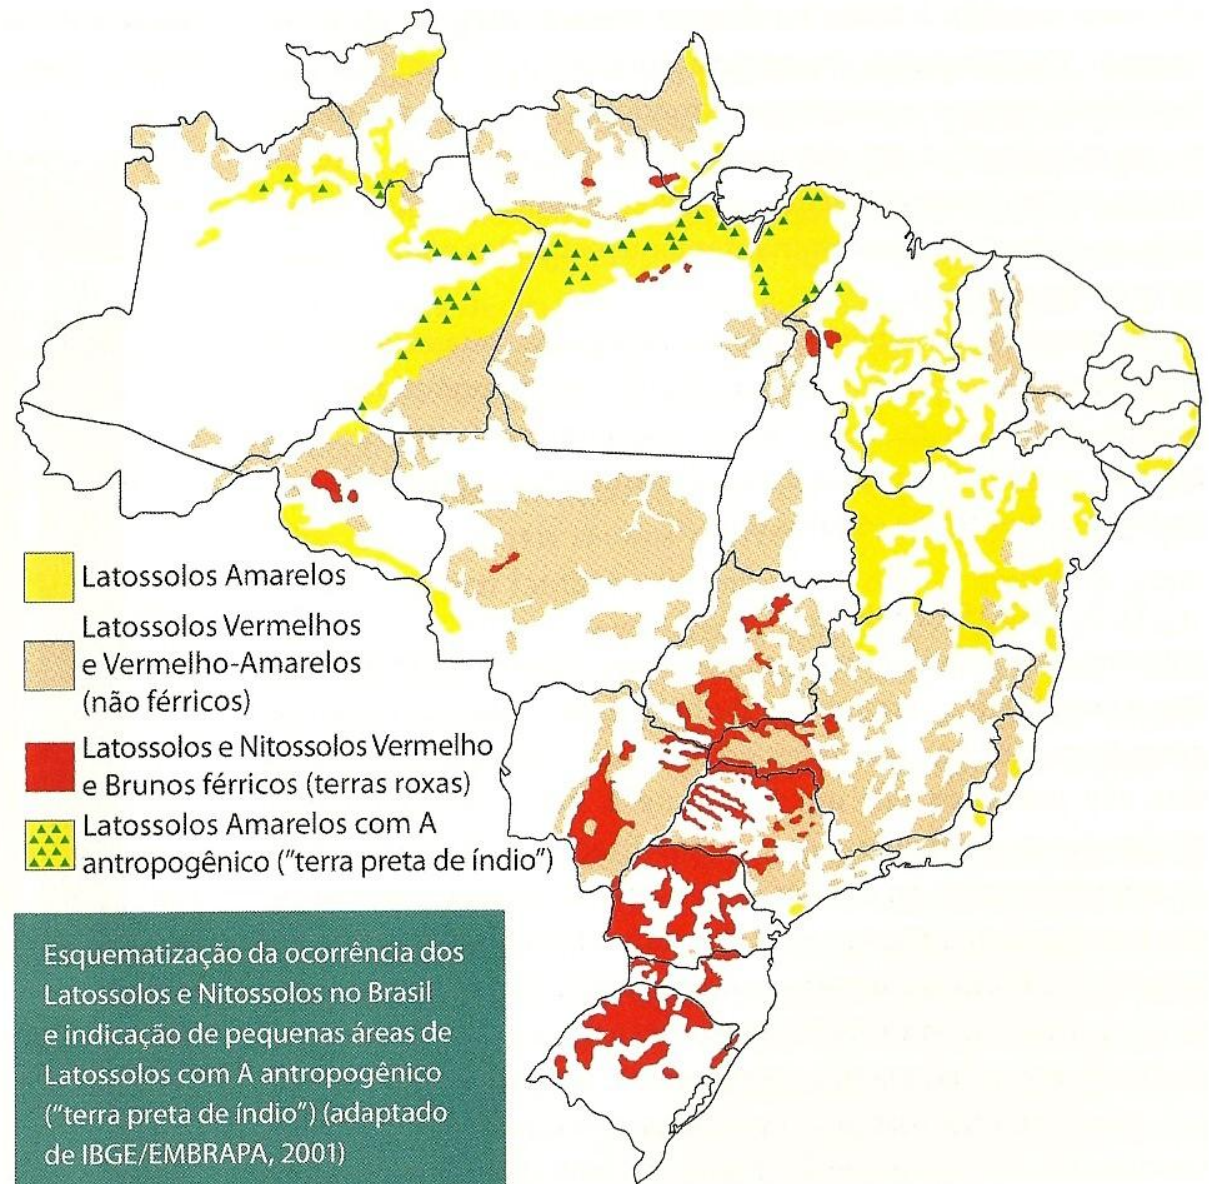 Latossolos Amarelos
Latossolos Vermelhos
e Vermelho-Amarelos
(não férricos)
Latossolos e Nitossolos Vermelho
e Brunos férricos (terras roxas)
Latossolos Amarelos com A
antropogênico ("terra preta de índio")
Esquematização da ocorrência dos
Latossolos e Nitossolos no Brasil
e indicação de pequenas áreas de
Latossolos com A antropogênico
("terra preta de índio") (adaptado
de IBGE/EMBRAPA, 2001)